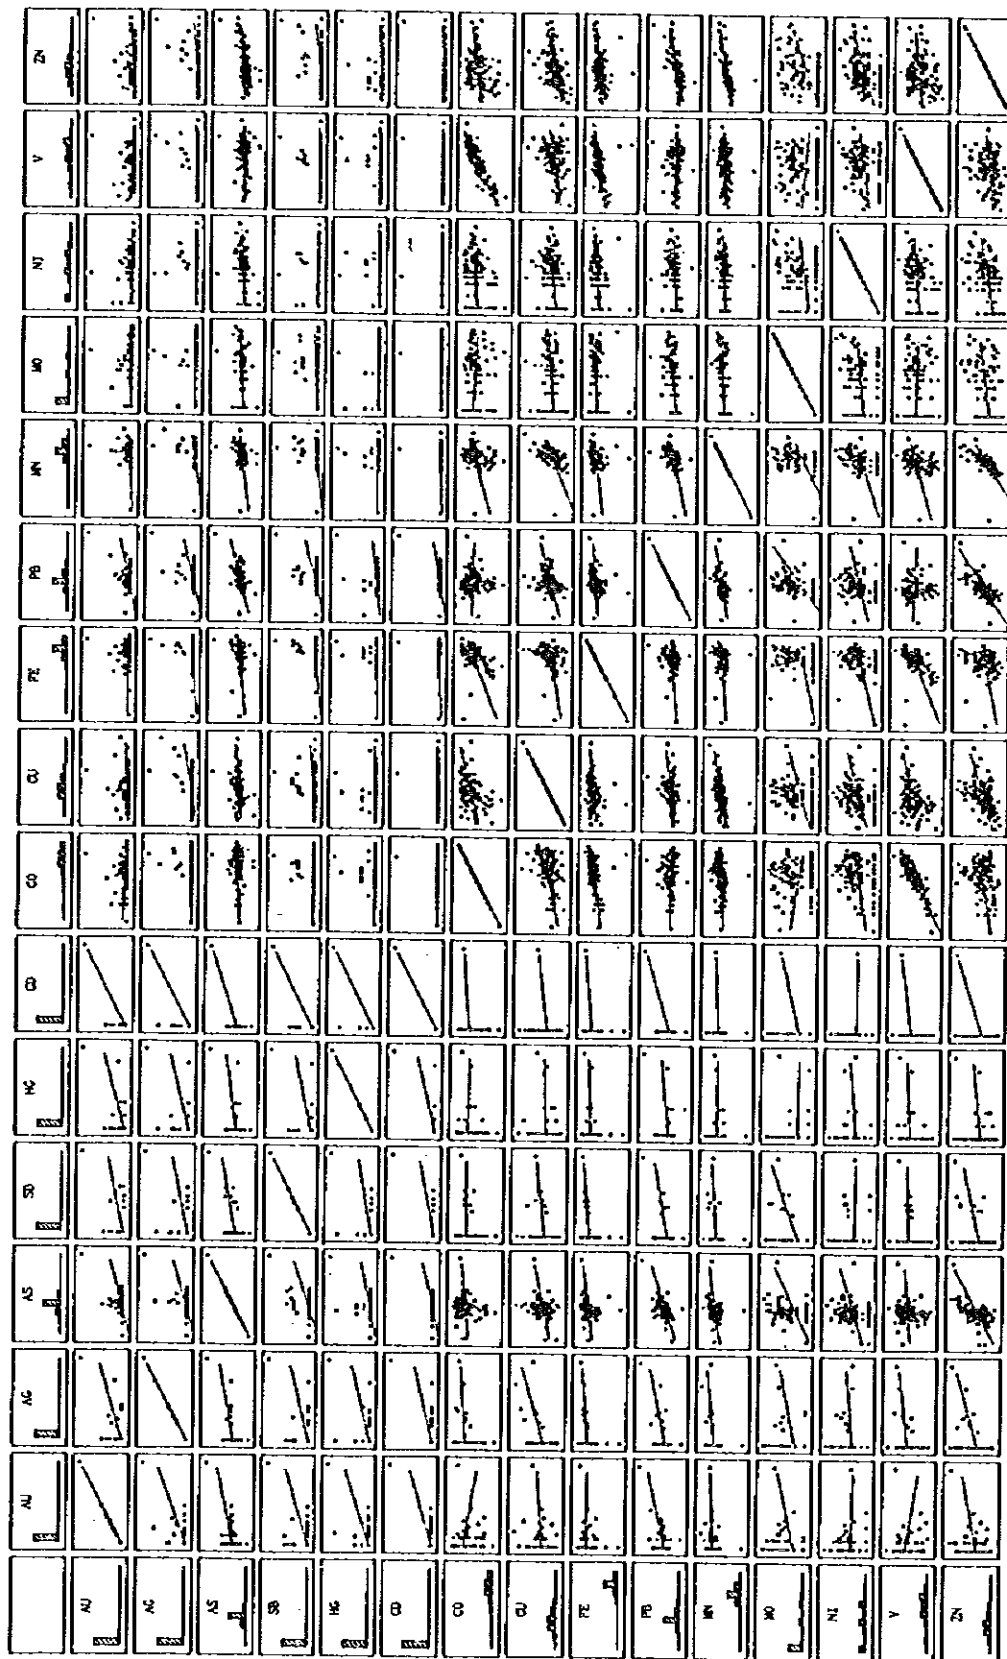 AU AG AS SB HG CD CO CU FE PB MN MO NI V ZN
AU
AG
AS
SB
HG
CD
CO
CU
FE
PB
MN
MO
NI
V
ZN